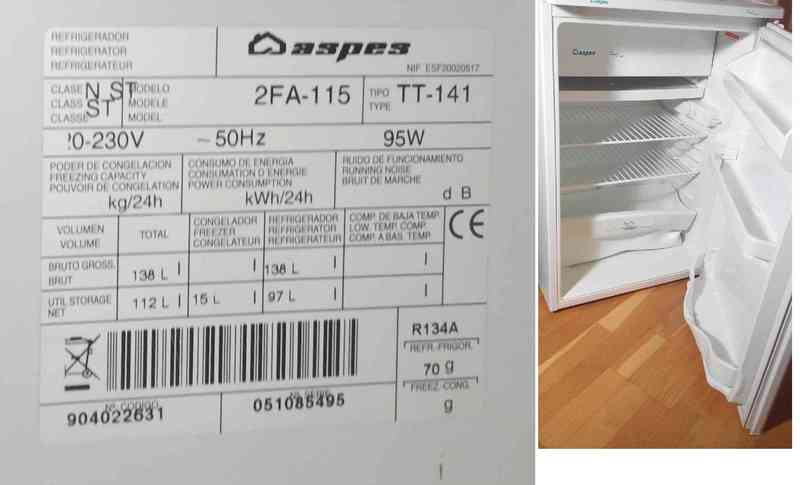 REFRIGERADOR
REFRIGERATOR
REFRIGERATEUR
aspes
NIF ESF20020517
CLASE N ST MODELO
CLASS ST MODELE 2FA-115 TIPO TT-141
CLASSE MODEL TYPE
0-230V ~50Hz 95W
PODER DE CONGELACION CONSUMO DE ENERGIA RUIDO DE FUNCIONAMIENTO
FREEZING CAPACITY CONSUMATION D'ENERGIE RUNNING NOISE
POUVOIR DE CONGELATION POWER CONSUMPTION BRUIT DE MARCHE
kg/24h kWh/24h d B
VOLUMEN TOTAL CONGELADOR REFRIGERADOR COMP. DE BAJA TEMP.
VOLUME FREEZER REFRIGERATOR LOW. TEMP. COMP.
CONGELATEUR REFRIGERATEUR COMP. A BAS. TEMP. CE
BRUTO GROSS. 138 L l l 138 L l l
BRUT
UTIL STORAGE 112 L l 15 L l 97 L l l
NET
R134A
REFR.-FRIGOR.
70 g
FREEZ. CONG.
g
Nº CODIGO
904022631
051085495
aspes